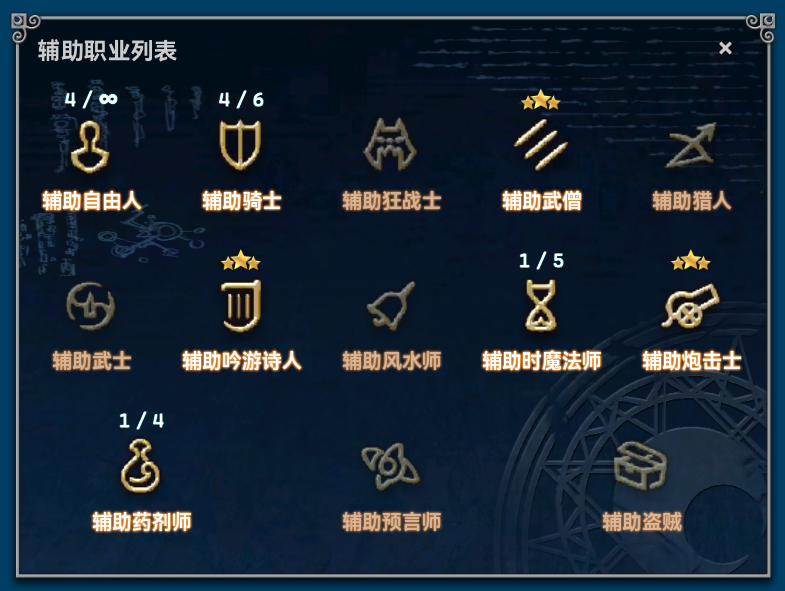 辅助职业列表
×
4/∞ 4/6
辅助自由人 辅助骑士 辅助狂战士 辅助武僧 辅助猎人
1/5
辅助武士 辅助吟游诗人 辅助风水师 辅助时魔法师 辅助炮击士
1/4
辅助药剂师 辅助预言师 辅助盗贼